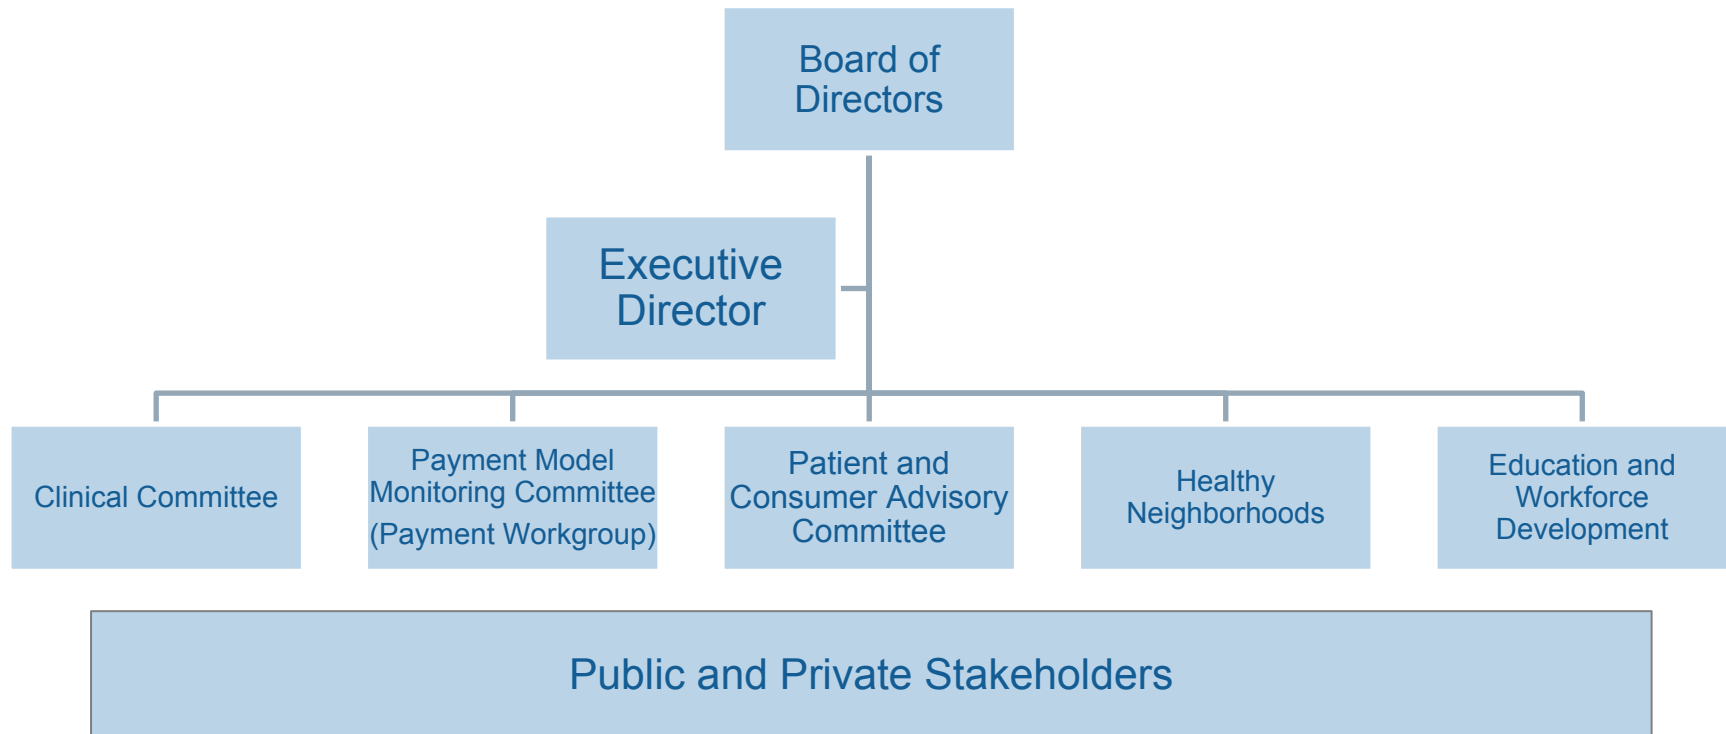 Board of
Directors
Executive
Director
Clinical Committee
Payment Model
Monitoring Committee
(Payment Workgroup)
Patient and
Consumer Advisory
Committee
Healthy
Neighborhoods
Education and
Workforce
Development
Public and Private Stakeholders